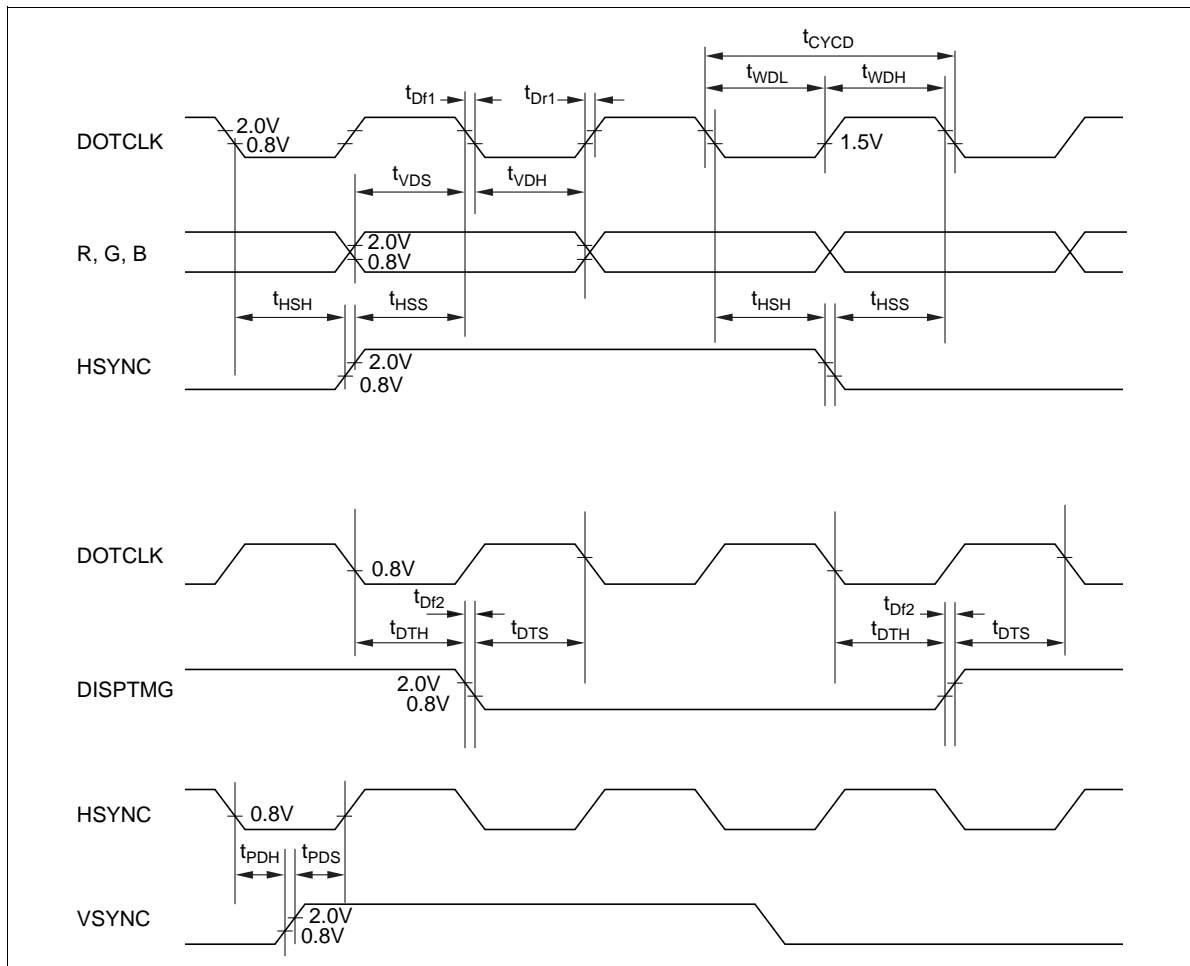 tCYCD
tWDL tWDH
tDf1 tDr1
DOTCLK 2.0V 0.8V 1.5V
tVDS tVDH
R, G, B 2.0V 0.8V
tHSH tHSS tHSH tHSS
HSYNC 2.0V
0.8V
DOTCLK 0.8V
tDf2 tDf2
tDTH tDTS tDTH tDTS
DISPTMG 2.0V
0.8V
HSYNC 0.8V
tPDH tPDS
VSYNC 2.0V
0.8V